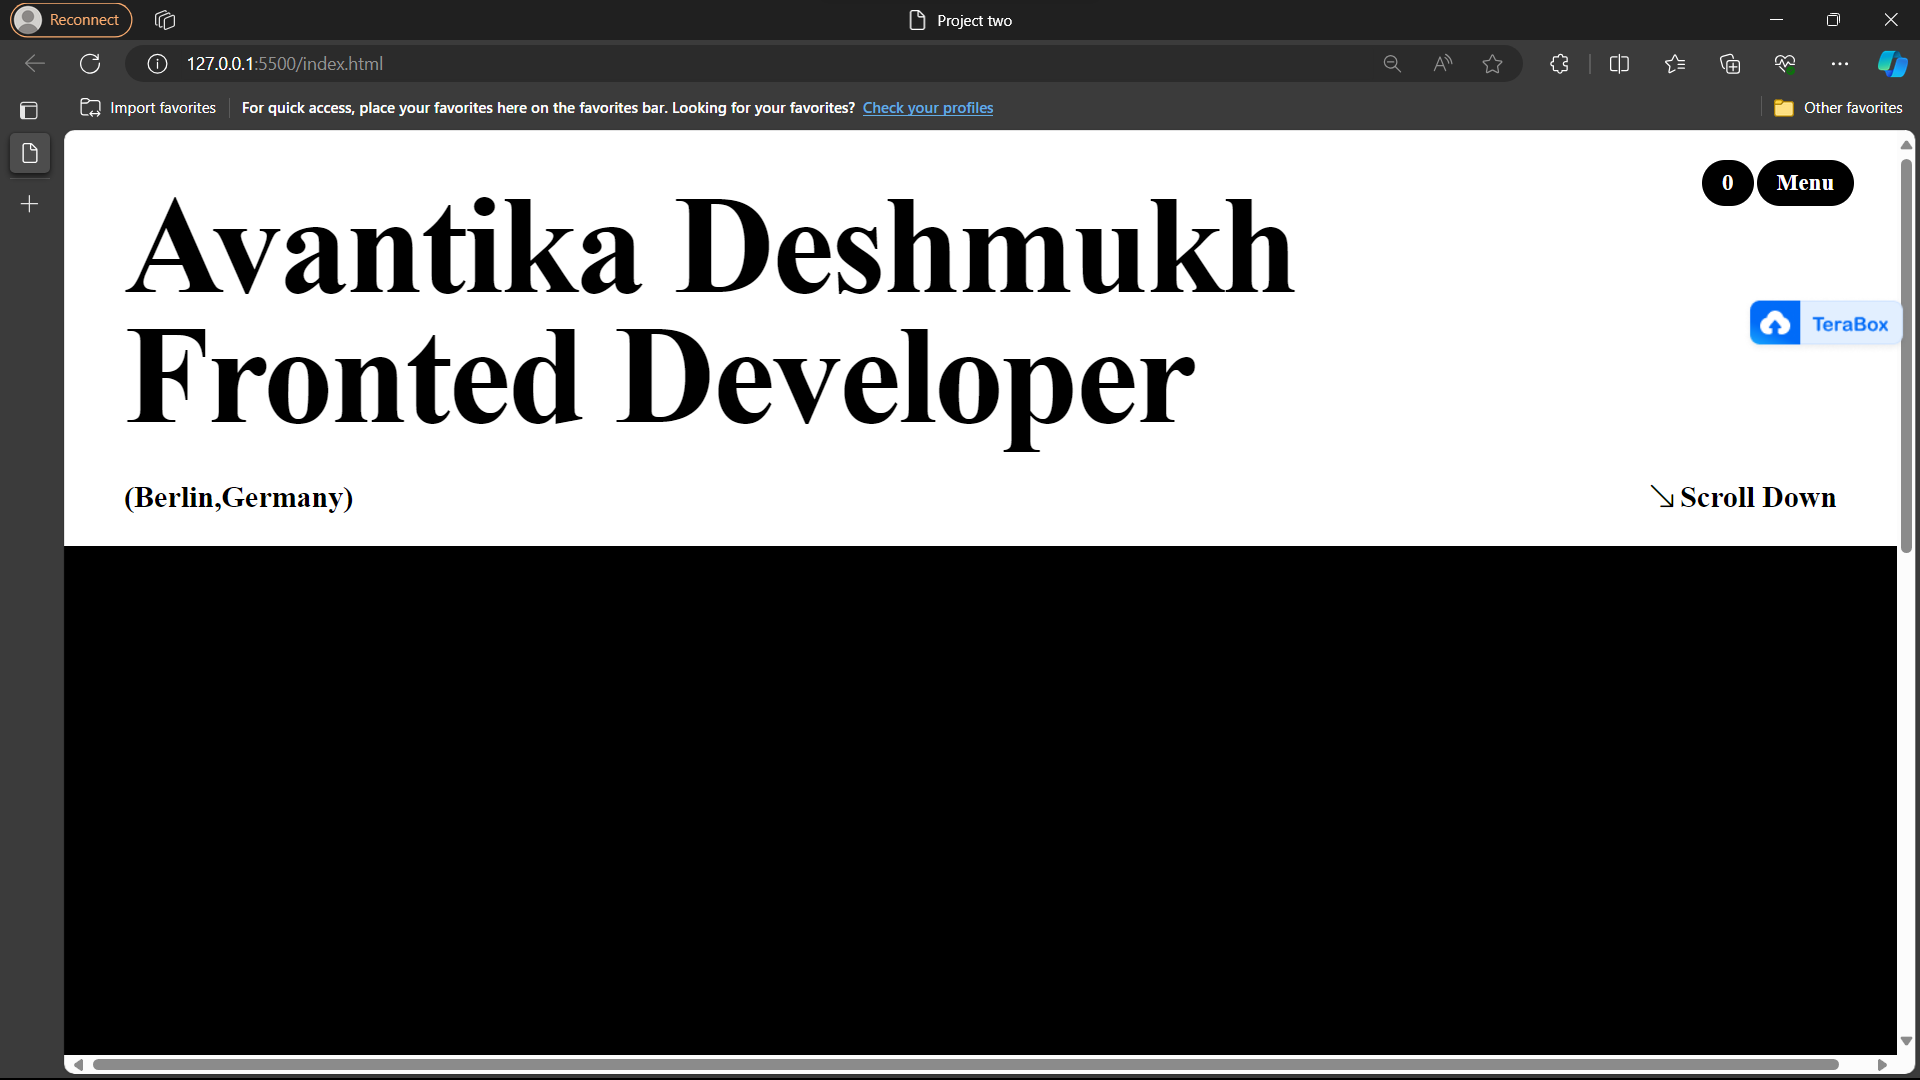 Reconnect
Project two
127.0.0.1:5500/index.html
Import favorites
For quick access, place your favorites here on the favorites bar. Looking for your favorites? Check your profiles
Other favorites
0 Menu
Avantika Deshmukh
Fronted Developer
TeraBox
(Berlin,Germany)
Scroll Down